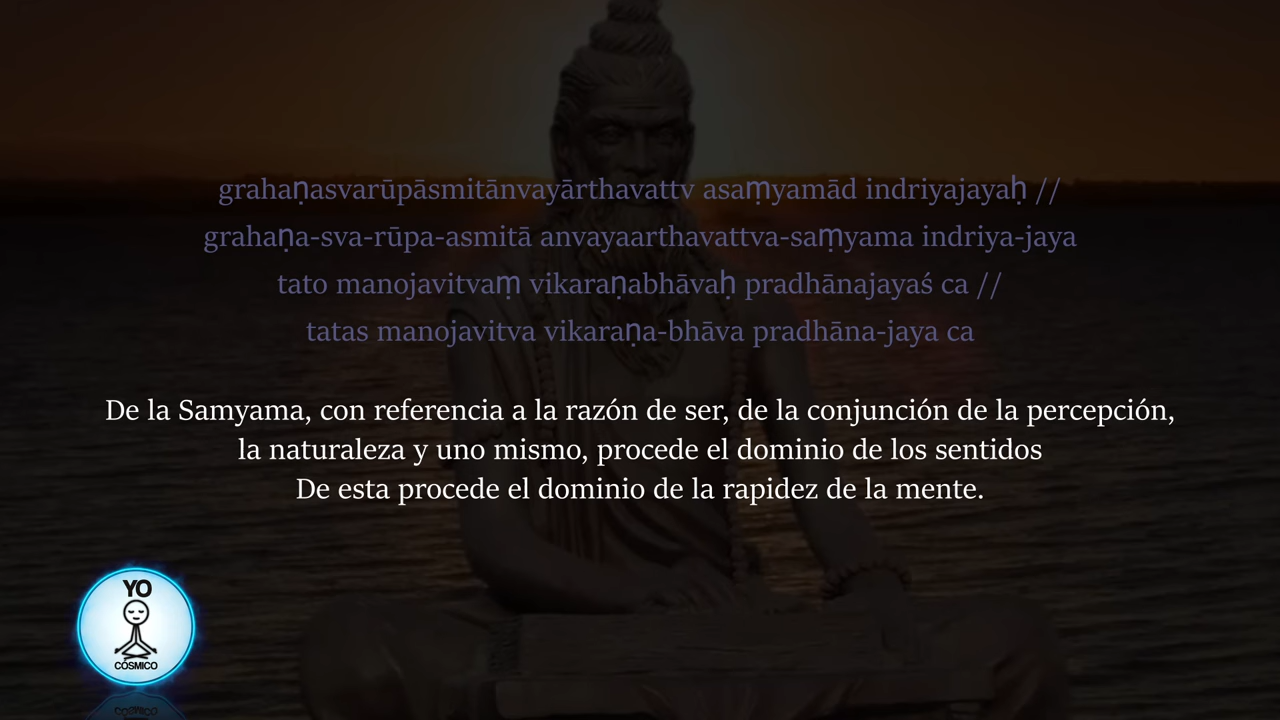 grahaṇasvarūpāsmitānvayārthavattv asaṃyamād indriyajayaḥ //
grahaṇa-sva-rūpa-asmitā anvayaarthavattva-saṃyama indriya-jaya
tato manojavitvaṃ vikaraṇabhāvaḥ pradhānajayaś ca //
tatas manojavitva vikaraṇa-bhāva pradhāna-jaya ca
De la Samyama, con referencia a la razón de ser, de la conjunción de la percepción,
la naturaleza y uno mismo, procede el dominio de los sentidos
De esta procede el dominio de la rapidez de la mente.
YO
CÓSMICO